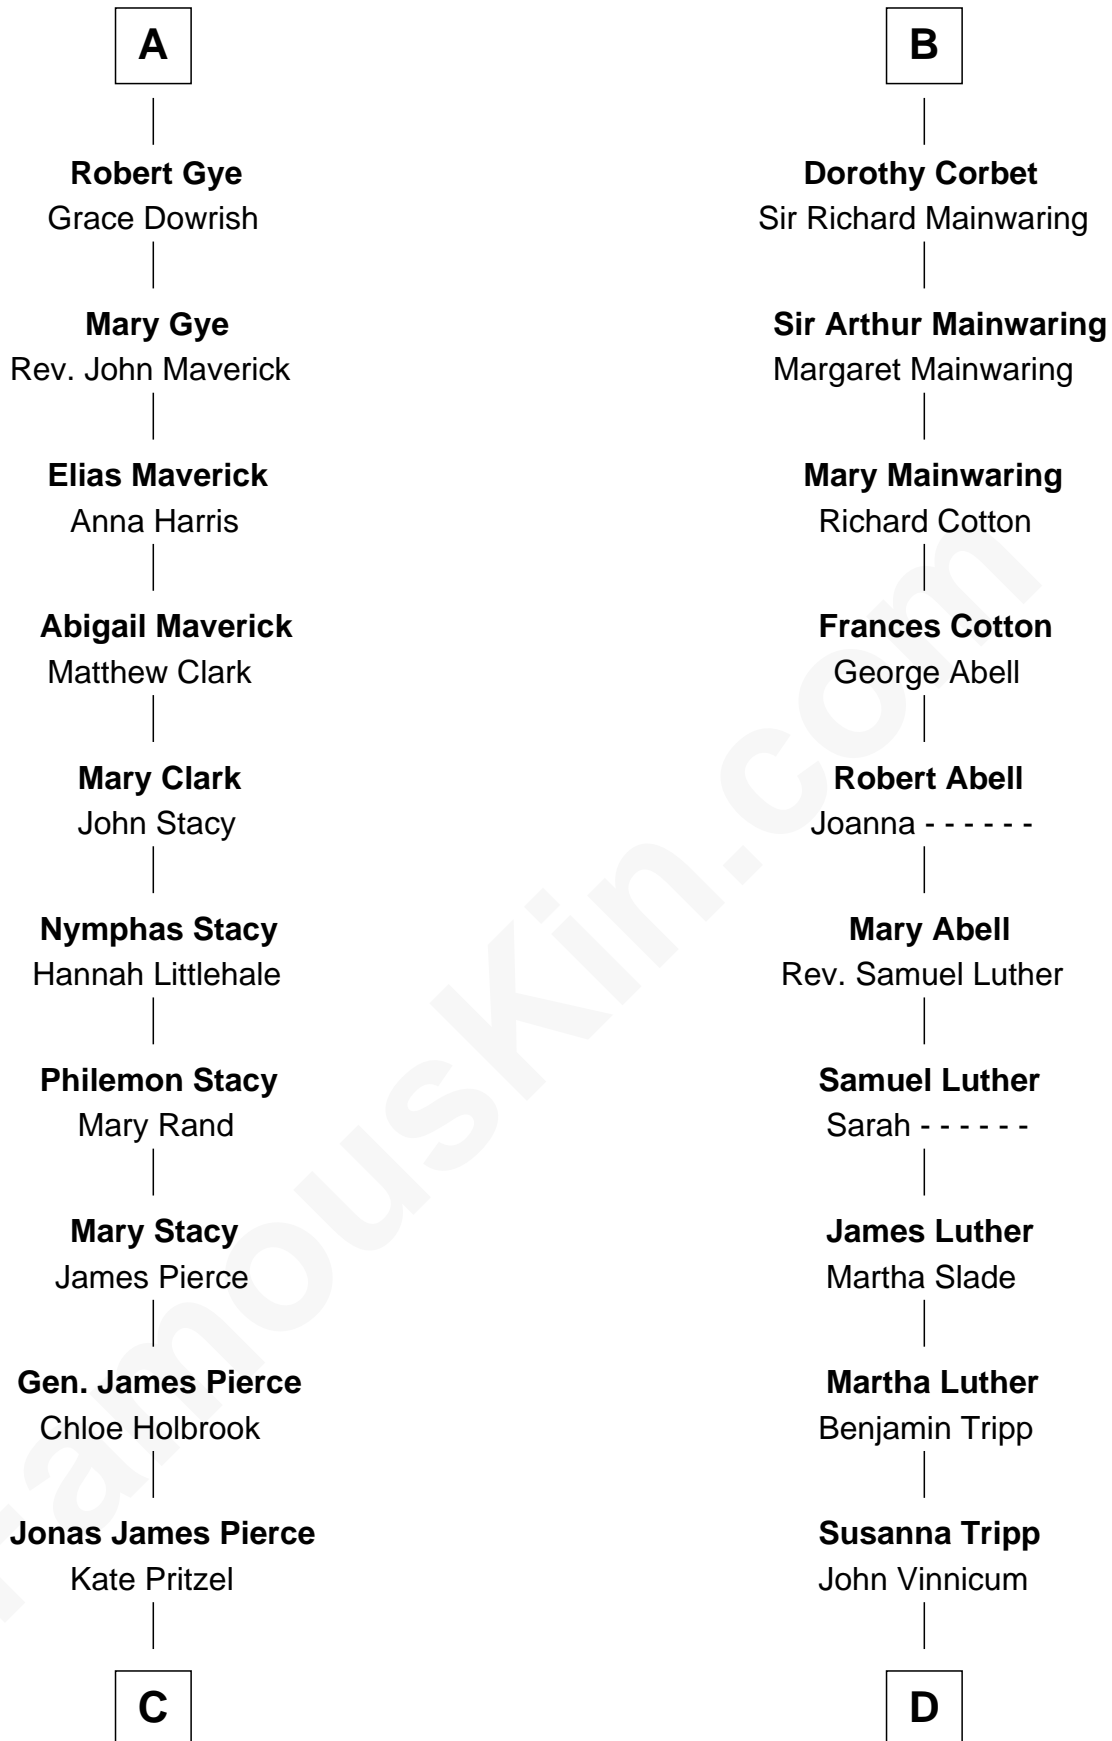 A
Robert Gye
Grace Dowrish
Mary Gye
Rev. John Maverick
Elias Maverick
Anna Harris
Abigail Maverick
Matthew Clark
Mary Clark
John Stacy
Nymphas Stacy
Hannah Littlehale
Philemon Stacy
Mary Rand
Mary Stacy
James Pierce
Gen. James Pierce
Chloe Holbrook
Jonas James Pierce
Kate Pritzel
C
B
Dorothy Corbet
Sir Richard Mainwaring
Sir Arthur Mainwaring
Margaret Mainwaring
Mary Mainwaring
Richard Cotton
Frances Cotton
George Abell
Robert Abell
Joanna - - - - - -
Mary Abell
Rev. Samuel Luther
Samuel Luther
Sarah - - - - - -
James Luther
Martha Slade
Martha Luther
Benjamin Tripp
Susanna Tripp
John Vinnicum
D
FamousKin.com